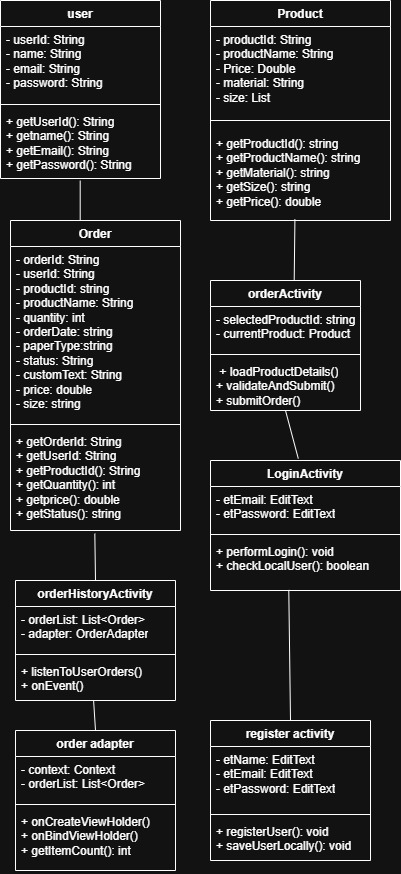 user
- userId: String
- name: String
- email: String
- password: String
+ getUserId(): String
+ getname(): String
+ getEmail(): String
+ getPassword(): String
Order
- orderId: String
- userId: String
- productId: string
- productName: String
- quantity: int
- orderDate: string
- paperType:string
- status: String
- customText: String
- price: double
- size: string
+ getOrderId: String
+ getUserId: String
+ getProductId(): String
+ getQuantity(): int
+ getprice(): double
+ getStatus(): string
orderHistoryActivity
- orderList: List<Order>
- adapter: OrderAdapter
+ listenToUserOrders()
+ onEvent()
order adapter
- context: Context
- orderList: List<Order>
+ onCreateViewHolder()
+ onBindViewHolder()
+ getItemCount(): int
Product
- productId: String
- productName: String
- Price: Double
- material: String
- size: List
+ getProductId(): string
+ getProductName(): string
+ getMaterial(): string
+ getSize(): string
+ getPrice(): double
orderActivity
- selectedProductId: string
- currentProduct: Product
+ loadProductDetails()
+ validateAndSubmit()
+ submitOrder()
LoginActivity
- etEmail: EditText
- etPassword: EditText
+ performLogin(): void
+ checkLocalUser(): boolean
register activity
- etName: EditText
- etEmail: EditText
- etPassword: EditText
+ registerUser(): void
+ saveUserLocally(): void